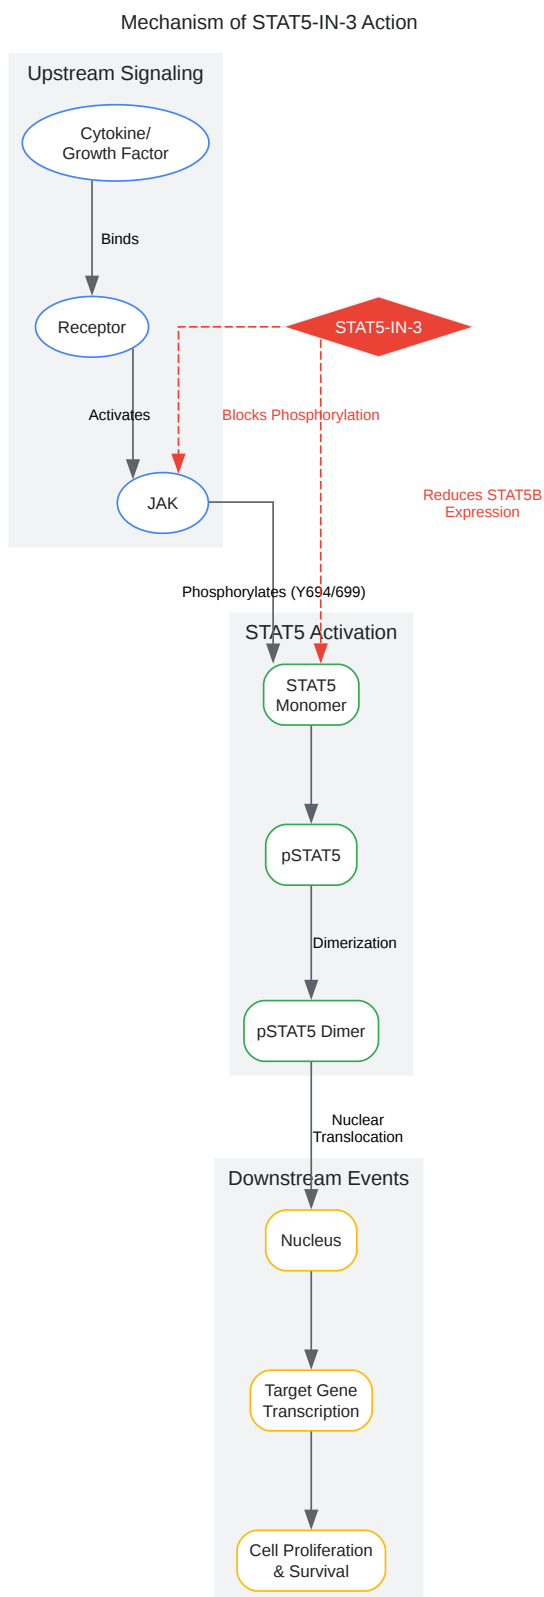 Mechanism of STAT5-IN-3 Action
Upstream Signaling
Cytokine/
Growth Factor
Binds
Receptor
STAT5-IN-3
Activates
Blocks Phosphorylation
JAK
Reduces STAT5B
Expression
Phosphorylates (Y694/699)
STAT5 Activation
STAT5
Monomer
pSTAT5
Dimerization
pSTAT5 Dimer
Nuclear
Translocation
Downstream Events
Nucleus
Target Gene
Transcription
Cell Proliferation
& Survival